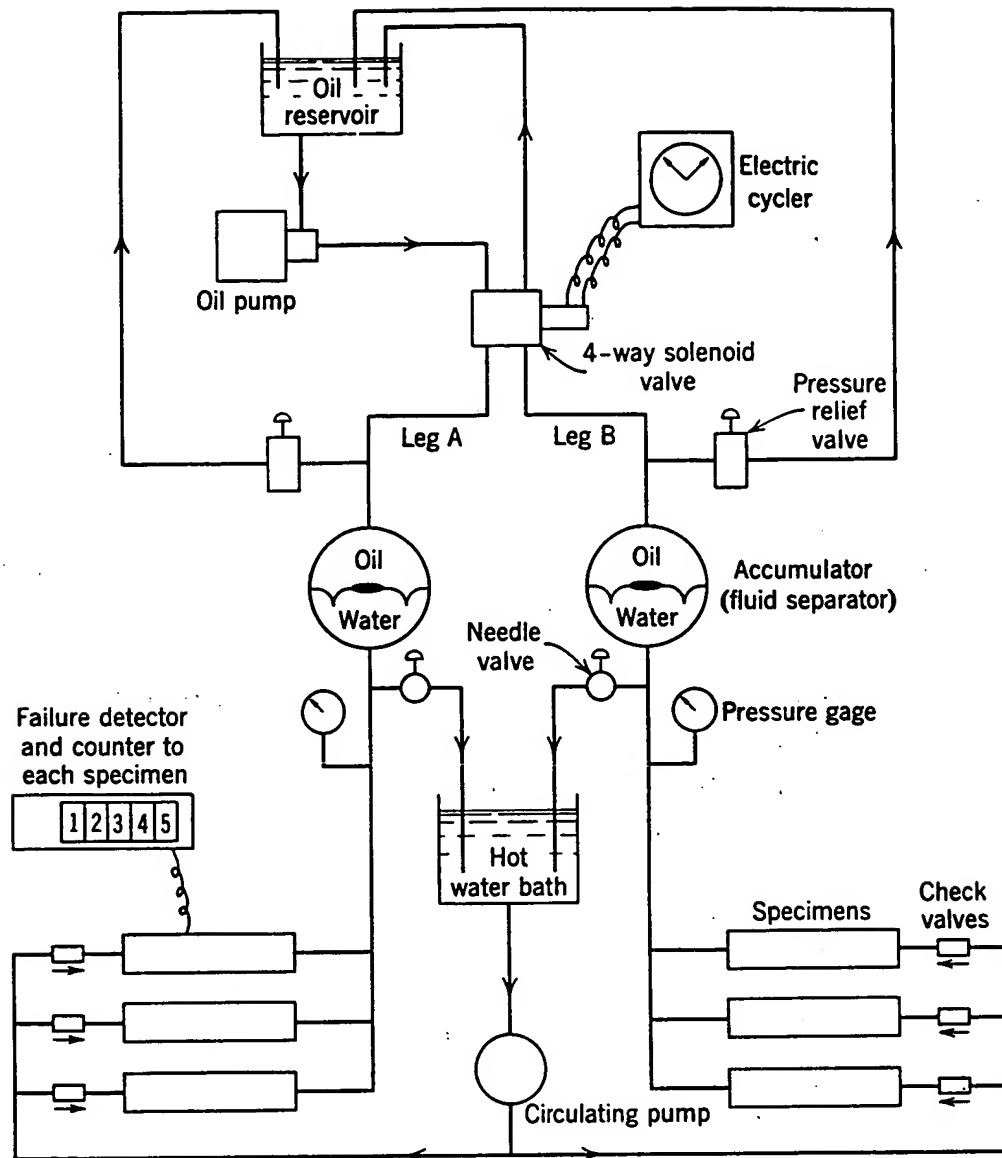 Oil
reservoir
Electric
cycler
Oil pump
4-way solenoid
valve
Pressure
relief
valve
Leg A
Leg B
Oil
Water
Oil
Water
Accumulator
(fluid separator)
Needle
valve
Pressure gage
Failure detector
and counter to
each specimen
1 2 3 4 5
Hot
water bath
Specimens
Check
valves
Circulating pump